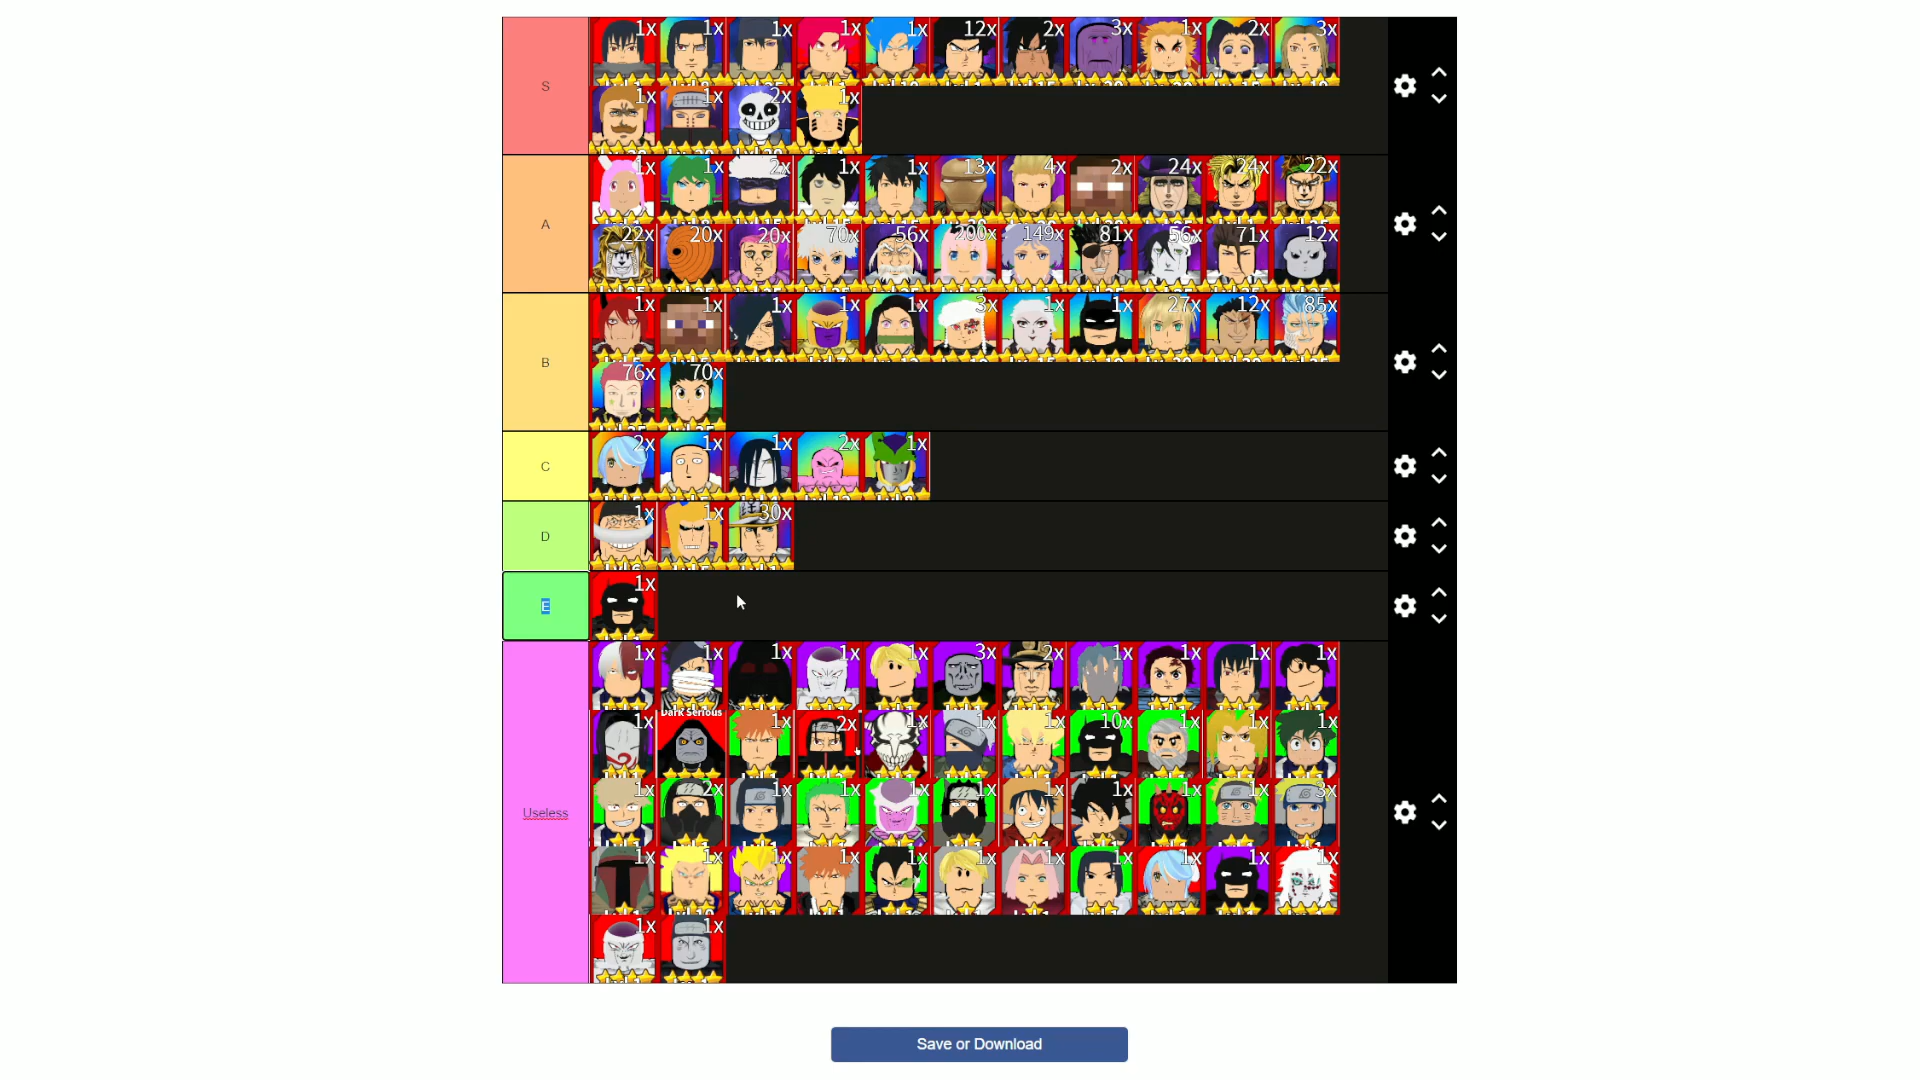 1x 1x 1x 1x 1x 12x 2x 3x 1x 2x 3x
S
1x 1x 2x 1x
1x 1x 2x 1x 1x 13x 4x 2x 24x 24x 22x
A
22x 20x 20x 70x 56x 200x 149x 81x 56x 71x 12x
1x 1x 1x 1x 1x 3x 1x 1x 27x 12x 85x
B
76x 70x
2x 1x 1x 2x 1x
C
1x 1x 30x
D
1x
E
1x 1x 1x 1x 1x 3x 2x 1x 1x 1x 1x
1x Dark Serious 1x 2x 1x 1x 1x 10x 1x 1x 1x
1x 2x 1x 1x 1x 1x 1x 1x 1x 1x 3x
Useless
1x 1x 1x 1x 1x 1x 1x 1x 1x 1x 1x
1x 1x
Save or Download